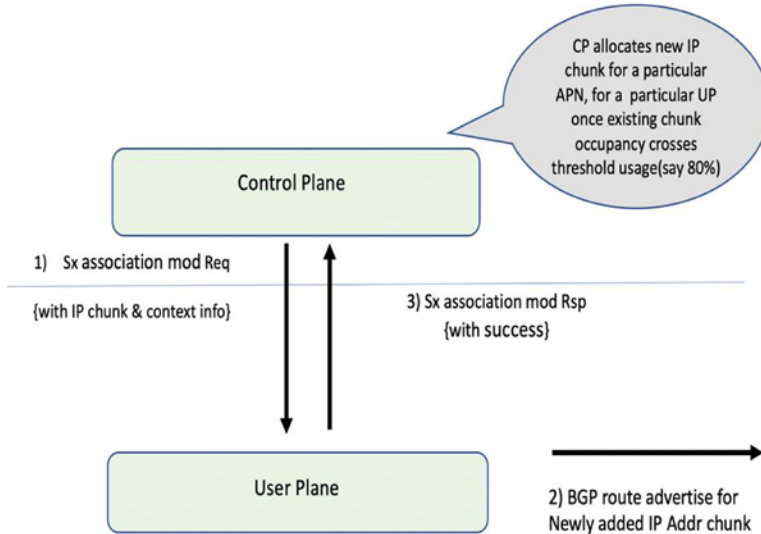 CP allocates new IP
chunk for a particular
APN, for a particular UP
once existing chunk
occupancy crosses
threshold usage(say 80%)
Control Plane
1) Sx association mod Req
{with IP chunk & context info}
3) Sx association mod Rsp
{with success}
User Plane
2) BGP route advertise for
Newly added IP Addr chunk